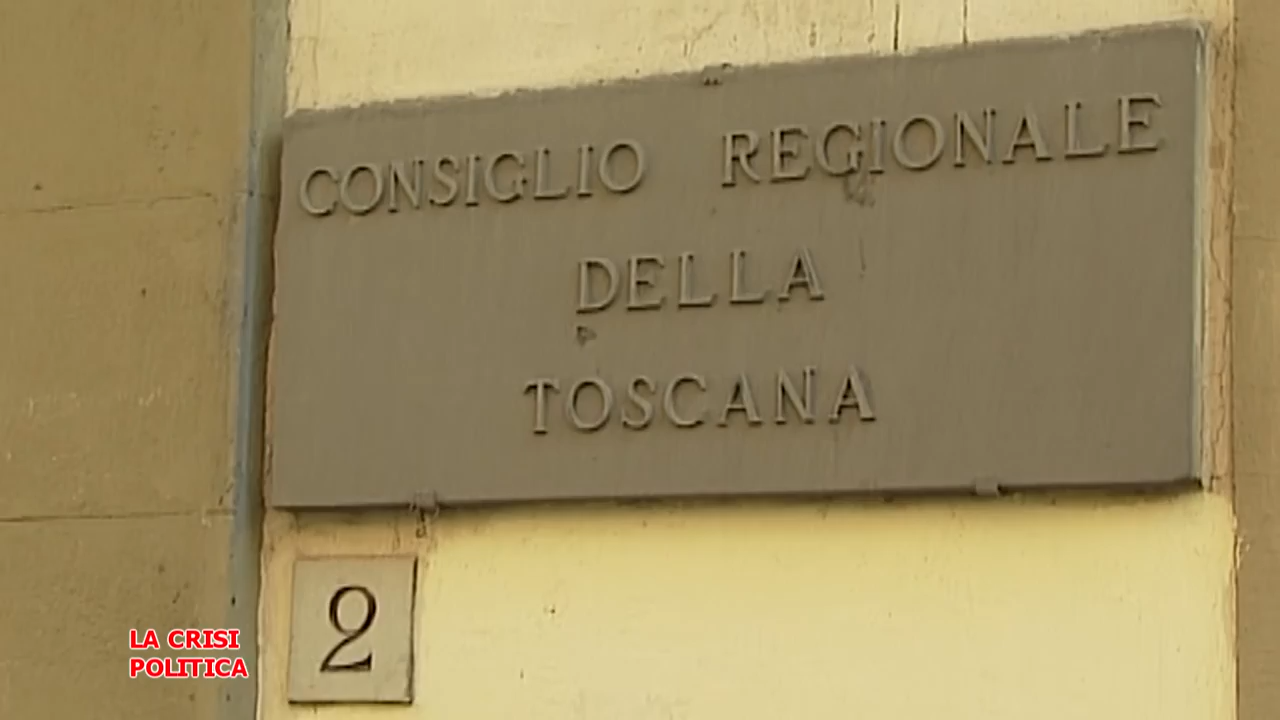 CONSIGLIO REGIONALE
DELLA
TOSCANA
2
LA CRISI
POLITICA